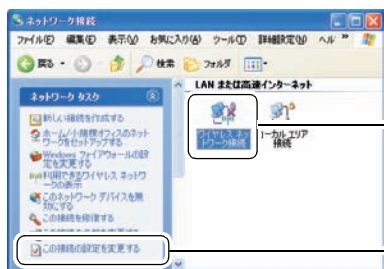 ネットワーク接続
ファイル(F) 編集(E) 表示(V) お気に入り(A) ツール(T) 詳細設定(N) ヘル »
戻る 検索 フォルダ
ネットワーク タスク
新しい接続を作成する
ホーム/小規模オフィスのネット
ワークをセットアップする
Windows ファイアウォールの設
定を変更する
利用できるワイヤレス ネットワ
ークの表示
このネットワーク デバイスを無
効にする
この接続を修復する
この接続の設定を変更する
LAN または高速インターネット
ワイヤレス ネッ
トワーク接続
ローカル エリア
接続